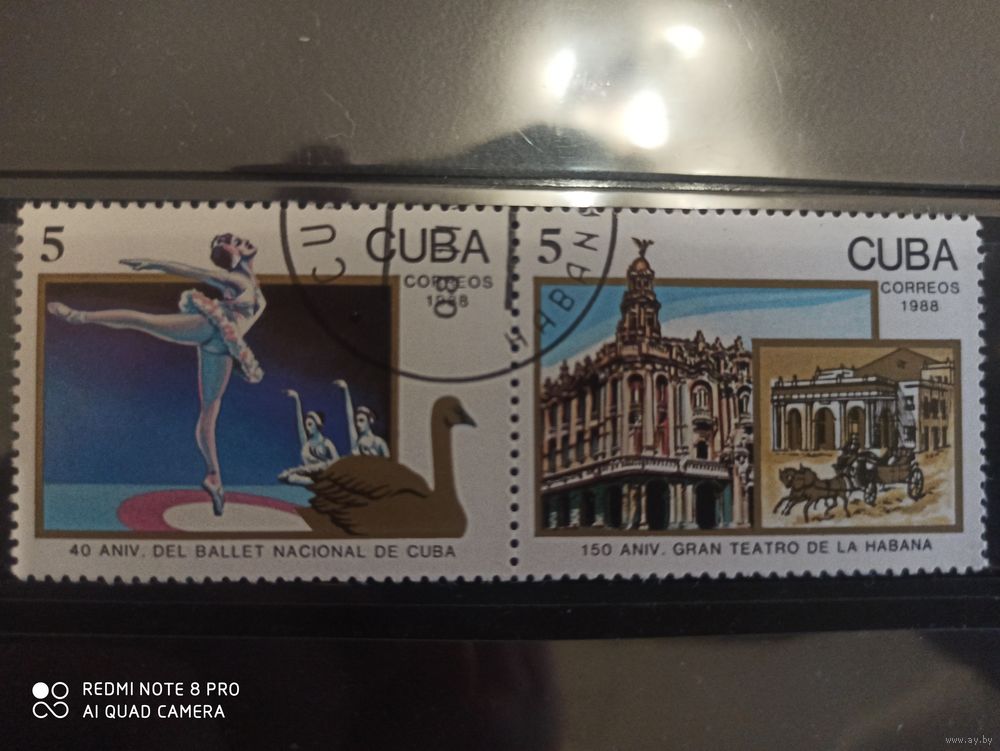 5 CUBA
CORREOS
1988
40 ANIV. DEL BALLET NACIONAL DE CUBA
5 CUBA
CORREOS
1988
150 ANIV. GRAN TEATRO DE LA HABANA
REDMI NOTE 8 PRO
AI QUAD CAMERA
www.ay.by